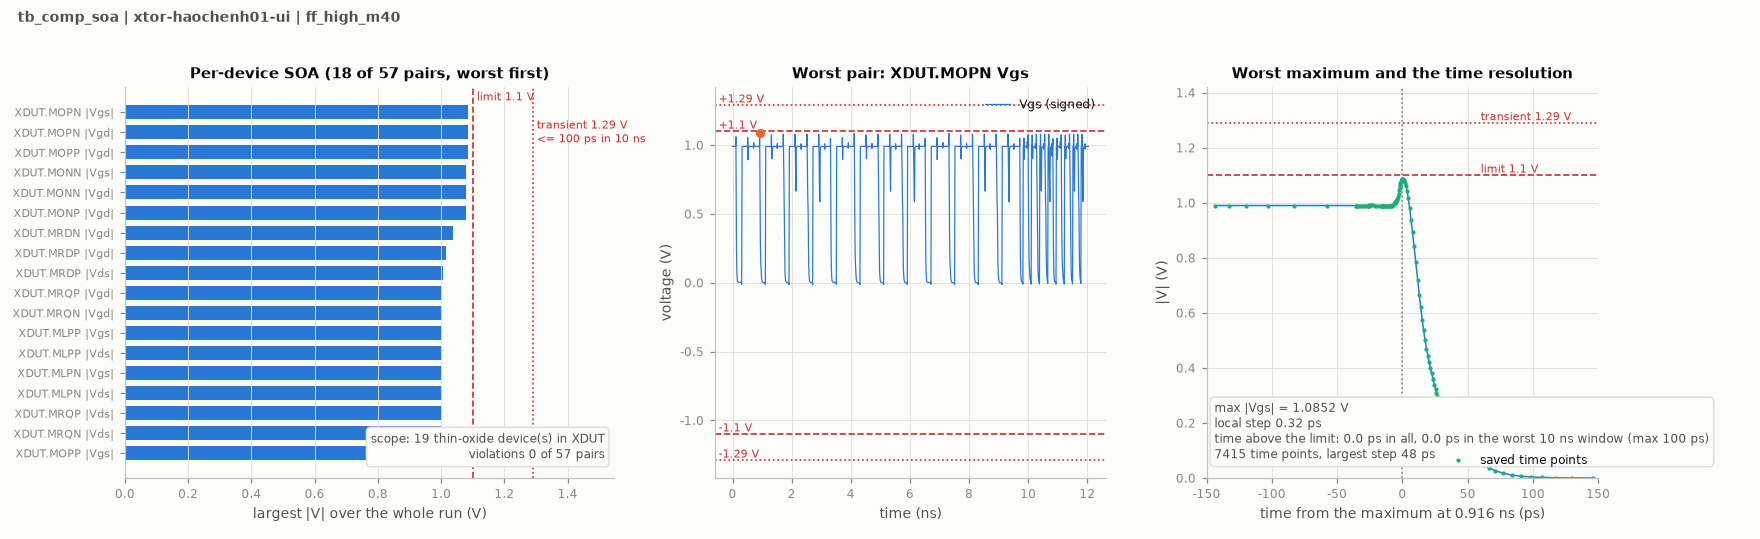 tb_comp_soa | xtor-haochenh01-ui | ff_high_m40
Per-device SOA (18 of 57 pairs, worst first)
limit 1.1 V
transient 1.29 V
<= 100 ps in 10 ns
XDUT.MOPN |Vgs|
XDUT.MOPN |Vgd|
XDUT.MOPP |Vgd|
XDUT.MONN |Vgs|
XDUT.MONN |Vgd|
XDUT.MONP |Vgd|
XDUT.MRDN |Vgd|
XDUT.MRDP |Vgd|
XDUT.MRDP |Vds|
XDUT.MRQP |Vgd|
XDUT.MRQN |Vgd|
XDUT.MLPP |Vgs|
XDUT.MLPP |Vds|
XDUT.MLPN |Vgs|
XDUT.MLPN |Vds|
XDUT.MRQP |Vds|
XDUT.MRQN |Vds|
XDUT.MOPP |Vgs|
scope: 19 thin-oxide device(s) in XDUT
violations 0 of 57 pairs
0.0 0.2 0.4 0.6 0.8 1.0 1.2 1.4
largest |V| over the whole run (V)
Worst pair: XDUT.MOPN Vgs
+1.29 V
Vgs (signed)
+1.1 V
1.0
0.5
0.0
-0.5
-1.0
-1.1 V
-1.29 V
voltage (V)
0 2 4 6 8 10 12
time (ns)
Worst maximum and the time resolution
1.4
transient 1.29 V
1.2
limit 1.1 V
1.0
0.8
0.6
0.4
0.2
0.0
|V| (V)
max |Vgs| = 1.0852 V
local step 0.32 ps
time above the limit: 0.0 ps in all, 0.0 ps in the worst 10 ns window (max 100 ps)
7415 time points, largest step 48 ps
saved time points
-150 -100 -50 0 50 100 150
time from the maximum at 0.916 ns (ps)